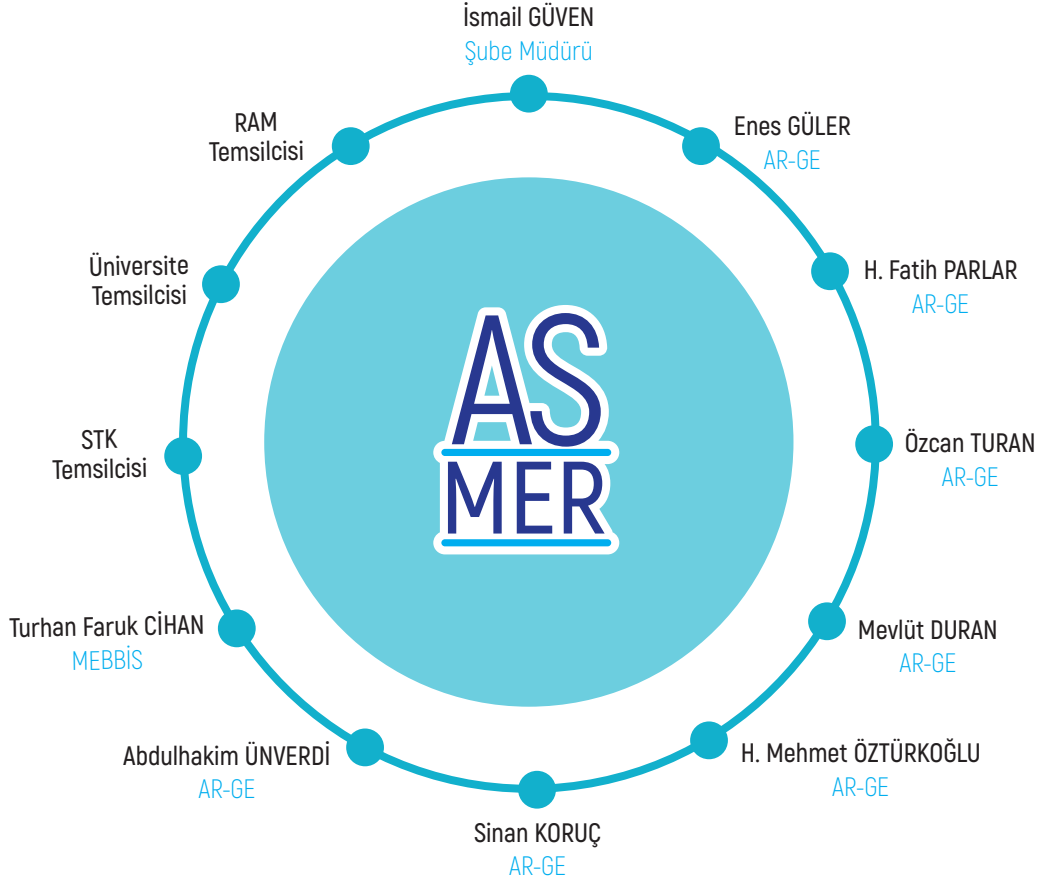 İsmail GÜVEN
Şube Müdürü
Enes GÜLER
AR-GE
H. Fatih PARLAR
AR-GE
Özcan TURAN
AR-GE
Mevlüt DURAN
AR-GE
H. Mehmet ÖZTÜRKOĞLU
AR-GE
Sinan KORUÇ
AR-GE
Abdulhakim ÜNVERDİ
AR-GE
Turhan Faruk CİHAN
MEBBİS
STK
Temsilcisi
Üniversite
Temsilcisi
RAM
Temsilcisi
AS
MER